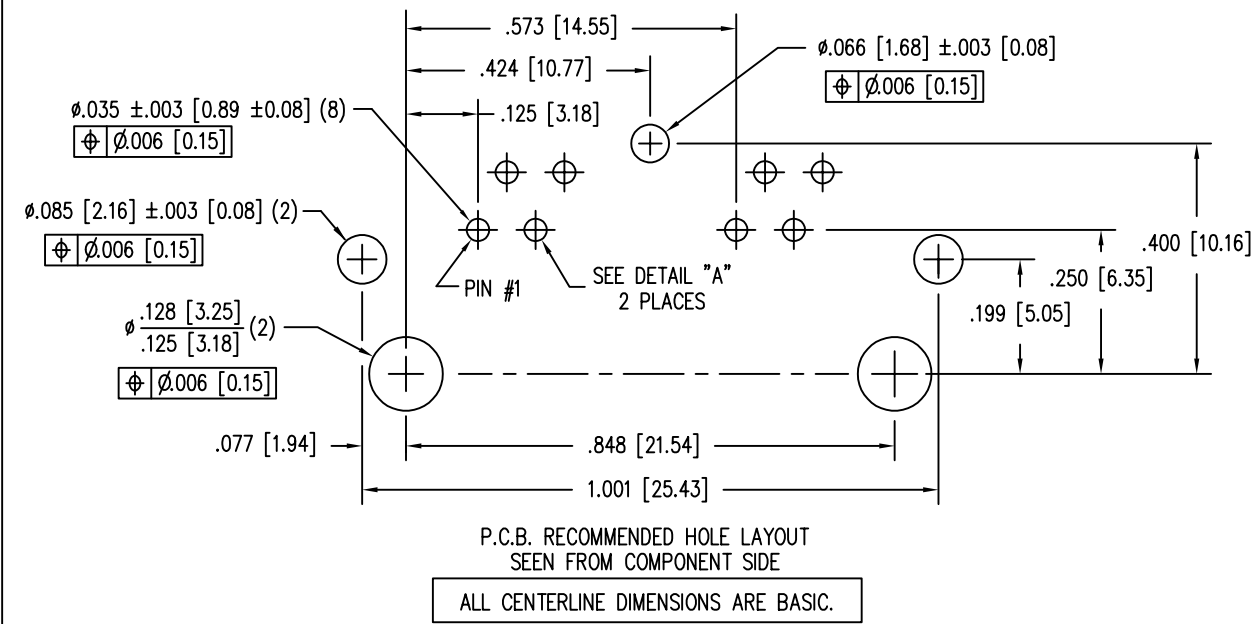 .573 [14.55]
ø.066 [1.68] ±.003 [0.08]
.424 [10.77]
⌖ Ø.006 [0.15]
ø.035 ±.003 [0.89 ±0.08] (8)
.125 [3.18]
⌖ Ø.006 [0.15]
ø.085 [2.16] ±.003 [0.08] (2)
⌖ Ø.006 [0.15]
.400 [10.16]
PIN #1
SEE DETAIL "A"
2 PLACES
.250 [6.35]
.199 [5.05]
ø .128 [3.25]
.125 [3.18] (2)
⌖ Ø.006 [0.15]
.077 [1.94]
.848 [21.54]
1.001 [25.43]
P.C.B. RECOMMENDED HOLE LAYOUT
SEEN FROM COMPONENT SIDE
ALL CENTERLINE DIMENSIONS ARE BASIC.